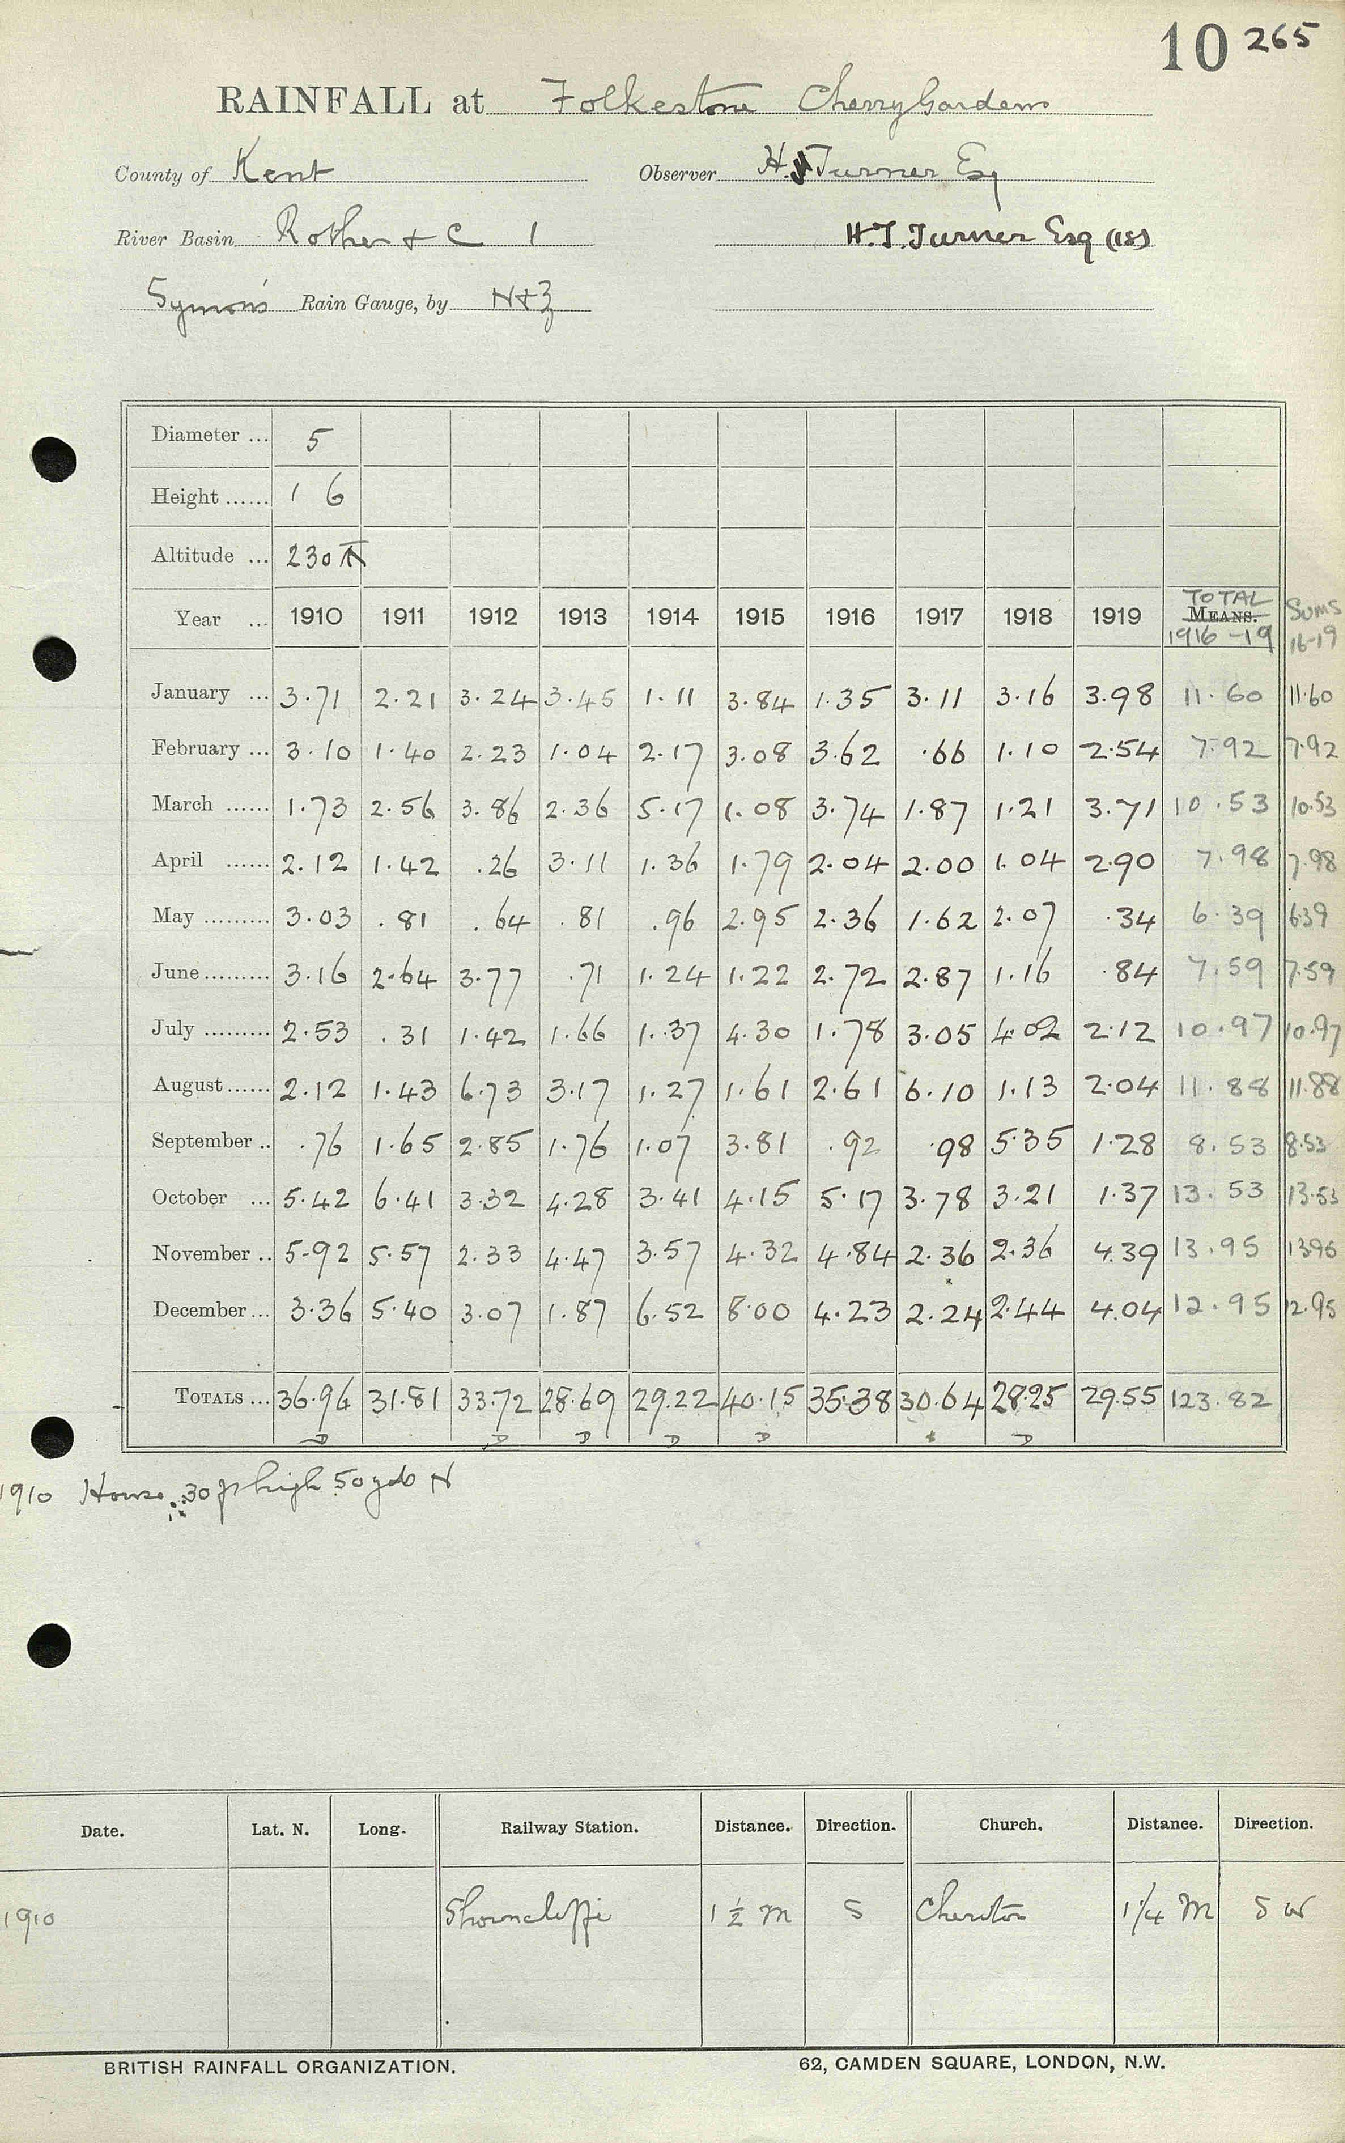 10 265
RAINFALL at Folkestone Cherry Gardens
County of Kent Observer H. Turner Esq
River Basin Rother + C 1 H.T. Turner Esq (18)
Symons Rain Gauge, by N+Z
Diameter ... 5
Height ...... 1 6
Altitude ... 230
Year ... 1910 1911 1912 1913 1914 1915 1916 1917 1918 1919 TOTAL MEANS. 1916-19 SUMS 16-19
January ... 3.71 2.21 3.24 3.45 1.11 3.84 1.35 3.11 3.16 3.98 11.60 11.60
February ... 3.10 1.40 2.23 1.04 2.17 3.08 3.62 .66 1.10 2.54 7.92 7.92
March ...... 1.73 2.56 3.86 2.36 5.17 1.08 3.74 1.87 1.21 3.71 10.53 10.53
April ...... 2.12 1.42 .26 3.11 1.36 1.79 2.04 2.00 1.04 2.90 7.98 7.98
May ......... 3.03 .81 .64 .81 .96 2.95 2.36 1.62 2.07 .34 6.39 6.39
June ......... 3.16 2.64 3.77 .71 1.24 1.22 2.72 2.87 1.16 .84 7.59 7.59
July ......... 2.53 .31 1.42 1.66 1.37 4.30 1.78 3.05 4.02 2.12 10.97 10.97
August ...... 2.12 1.43 6.73 3.17 1.27 1.61 2.61 6.10 1.13 2.04 11.88 11.88
September .. .76 1.65 2.85 1.76 1.07 3.81 .92 .98 5.35 1.28 8.53 8.53
October ... 5.42 6.41 3.32 4.28 3.41 4.15 5.17 3.78 3.21 1.37 13.53 13.53
November .. 5.92 5.57 2.33 4.47 3.57 4.32 4.84 2.36 2.36 4.39 13.95 13.95
December ... 3.36 5.40 3.07 1.87 6.52 8.00 4.23 2.24 2.44 4.04 12.95 12.95
TOTALS ... 36.96 31.81 33.72 28.69 29.22 40.15 35.38 30.64 28.25 29.55 123.82
D D D D D * D
1910 House 30 ft high 50 yds N
Date. Lat. N. Long. Railway Station. Distance. Direction. Church. Distance. Direction.
1910 Shorncliffe 1 ½ m S Cheriton 1 1/4 m S W
BRITISH RAINFALL ORGANIZATION. 62, CAMDEN SQUARE, LONDON, N.W.